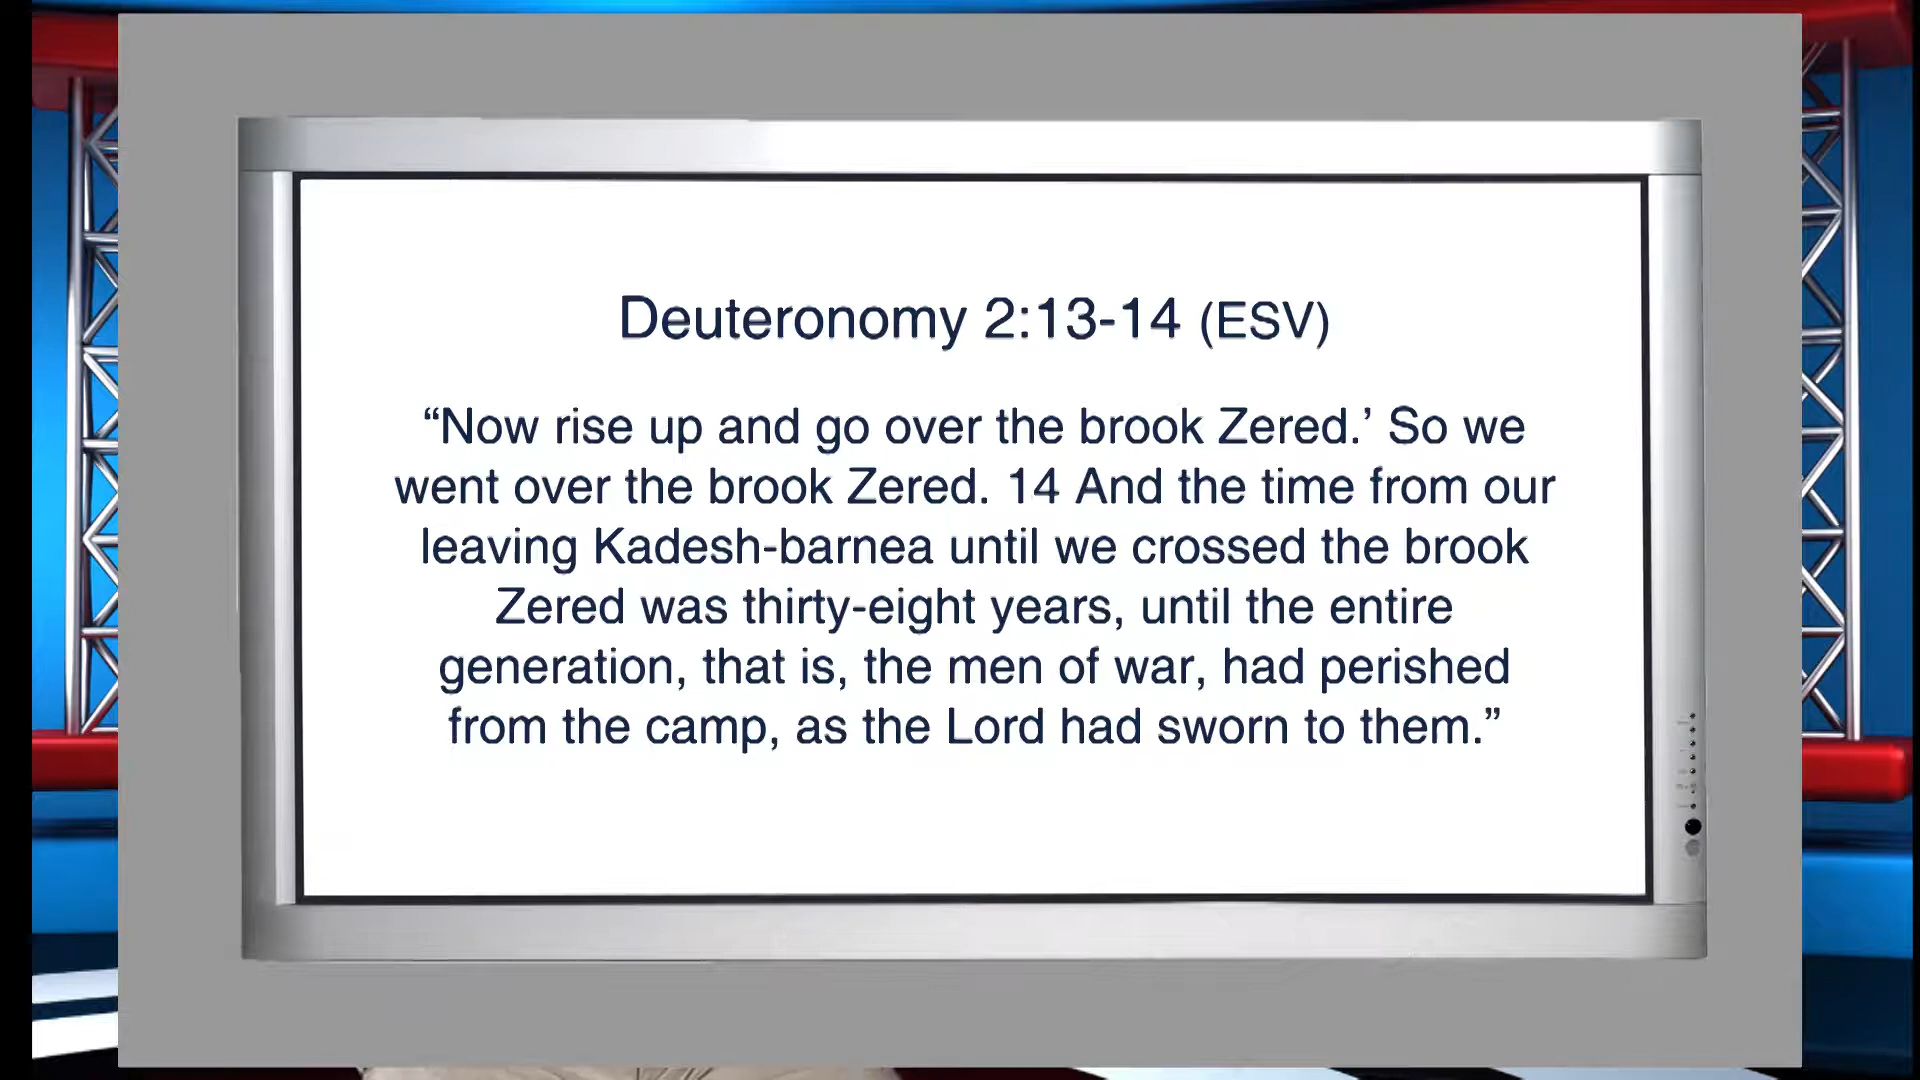 Deuteronomy 2:13-14 (ESV)
“Now rise up and go over the brook Zered.’ So we
went over the brook Zered. 14 And the time from our
leaving Kadesh-barnea until we crossed the brook
Zered was thirty-eight years, until the entire
generation, that is, the men of war, had perished
from the camp, as the Lord had sworn to them.”